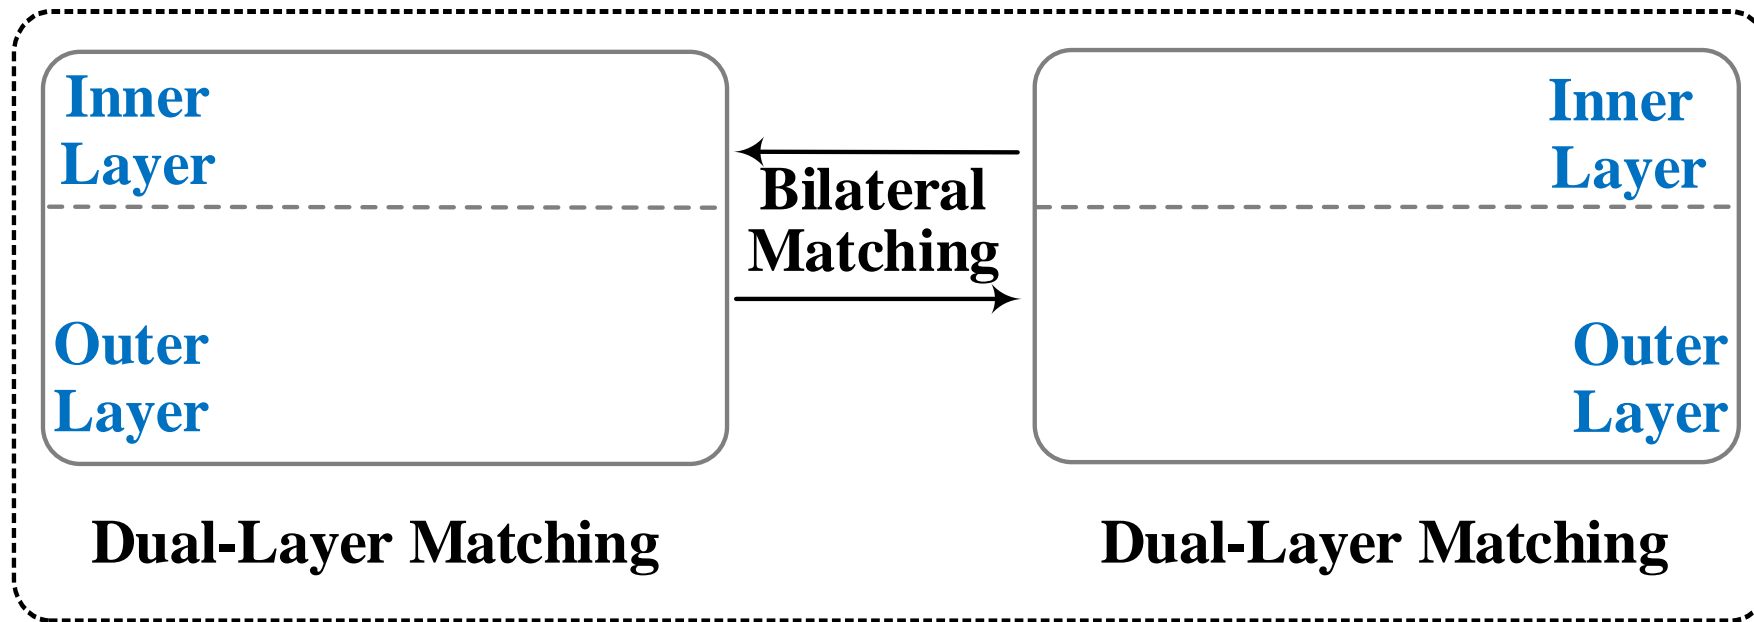 Inner
Layer
Outer
Layer
Dual-Layer Matching
Bilateral
Matching
Inner
Layer
Outer
Layer
Dual-Layer Matching